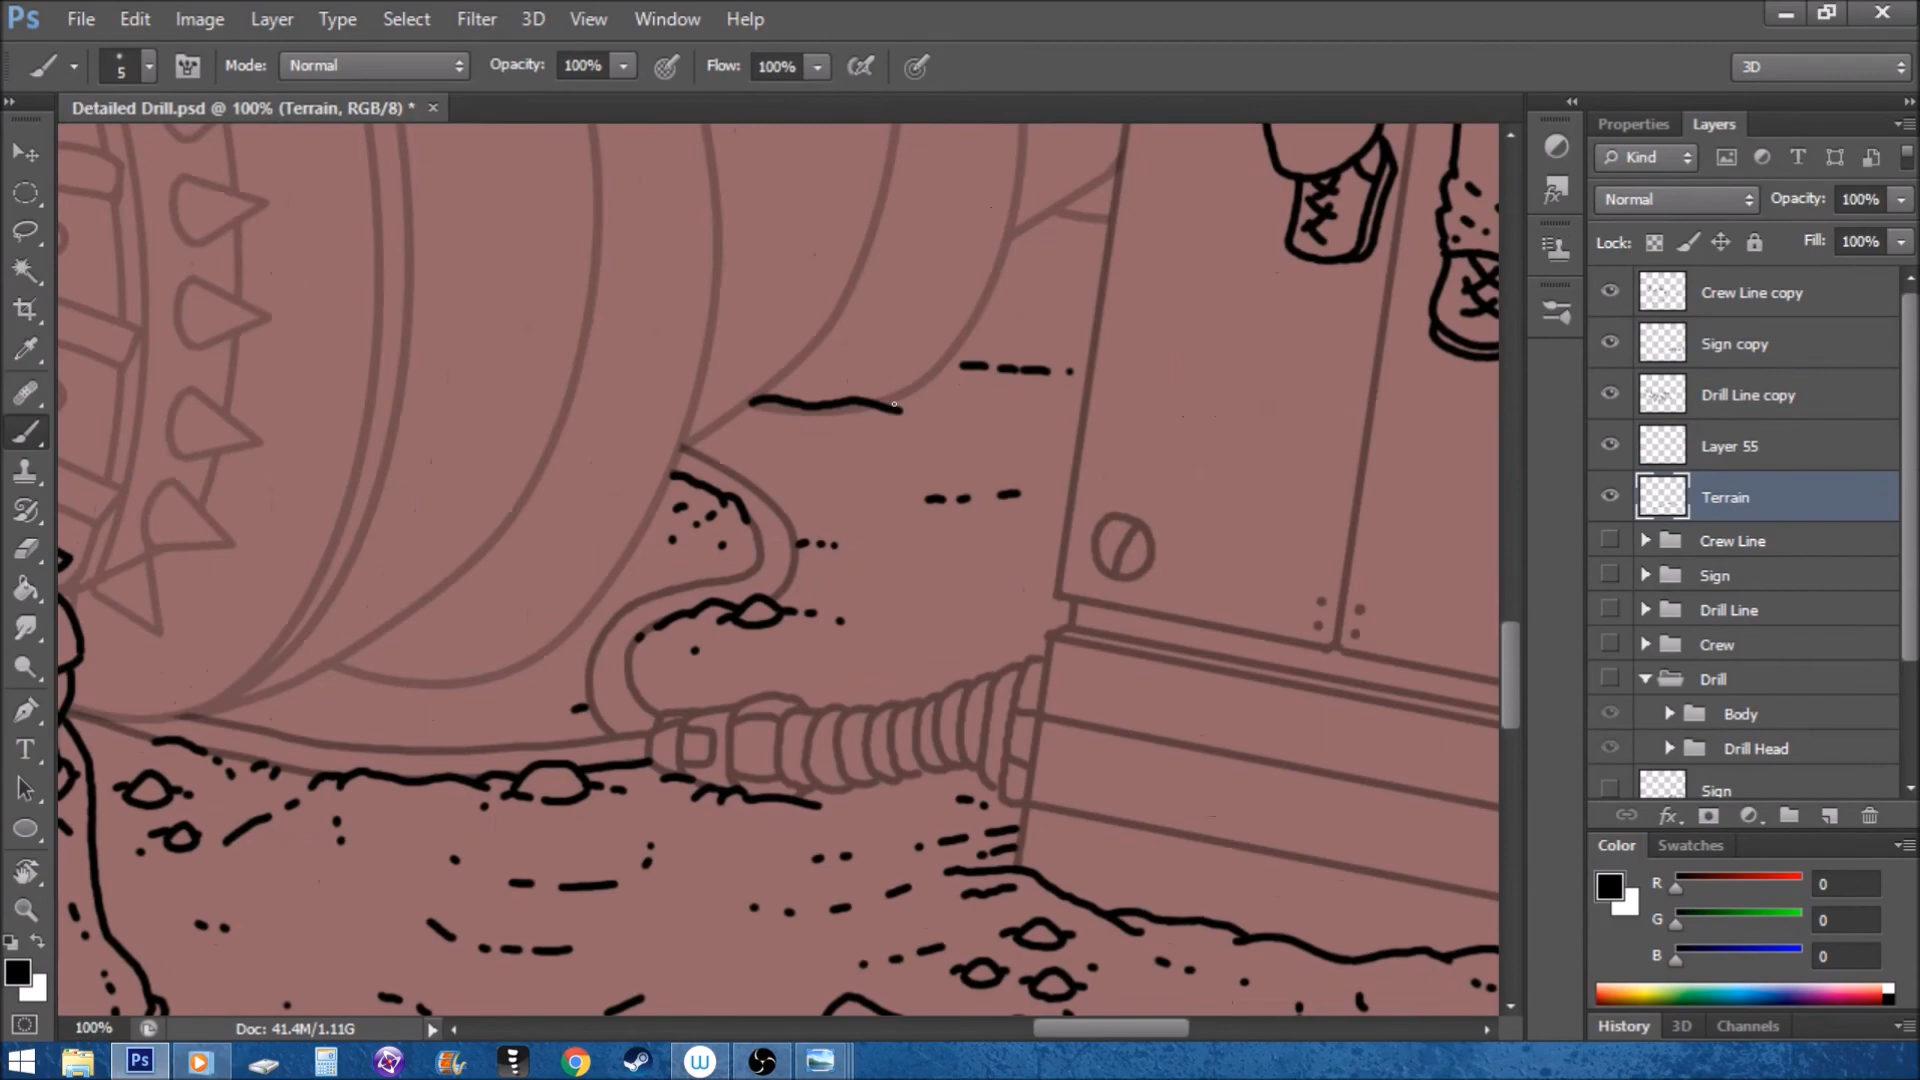 Ps File Edit Image Layer Type Select Filter 3D View Window Help
5 Mode: Normal Opacity: 100% Flow: 100% 3D
Detailed Drill.psd @ 100% (Terrain, RGB/8) * ×
Properties Layers
Kind
Normal Opacity: 100%
Lock: Fill: 100%
Crew Line copy
Sign copy
Drill Line copy
Layer 55
Terrain
Crew Line
Sign
Drill Line
Crew
Drill
Body
Drill Head
Sign
Color Swatches
R 0
G 0
B 0
100% Doc: 41.4M/1.11G
History 3D Channels
Ps